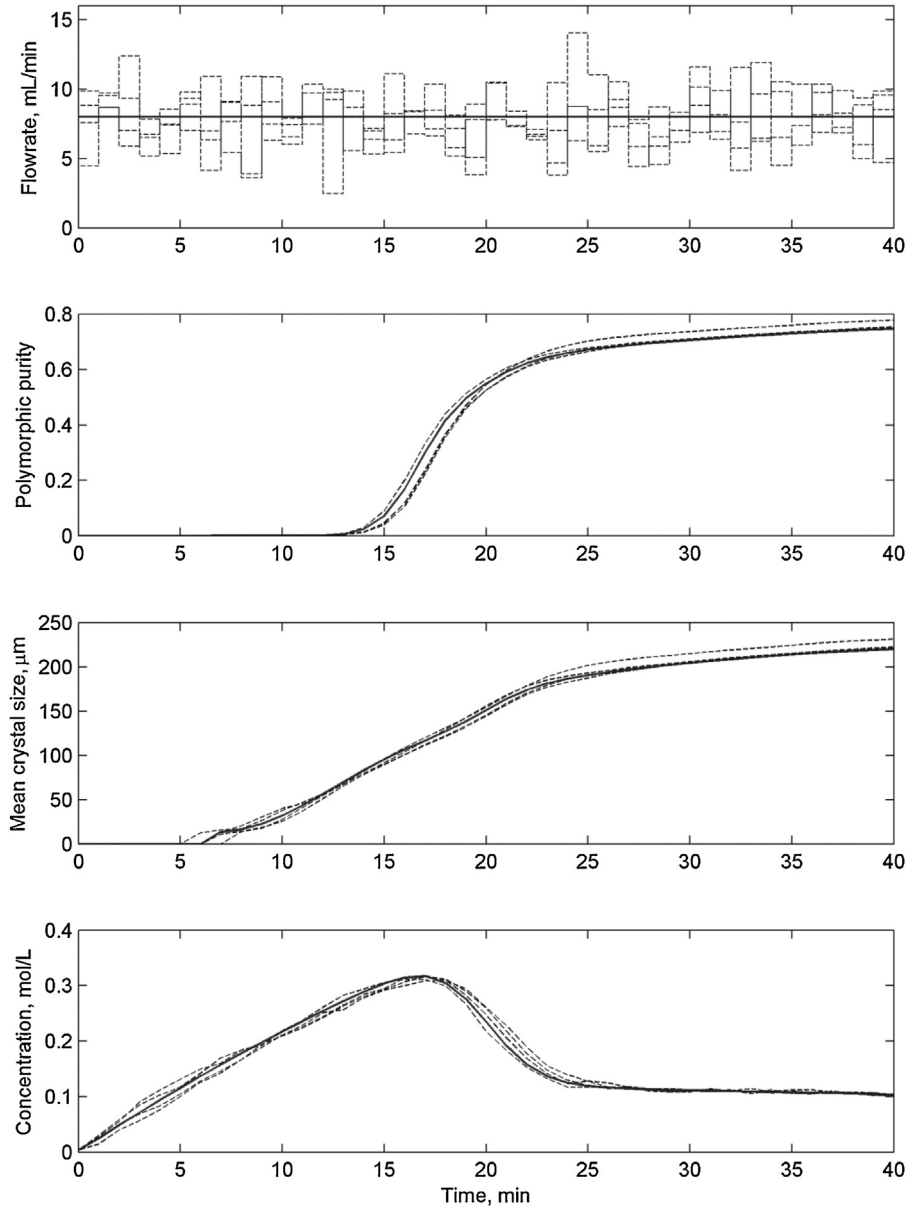 Flowrate, mL/min
15
10
5
0
0 5 10 15 20 25 30 35 40
Polymorphic purity
0.8
0.6
0.4
0.2
0
0 5 10 15 20 25 30 35 40
Mean crystal size, μm
250
200
150
100
50
0
0 5 10 15 20 25 30 35 40
Concentration, mol/L
0.4
0.3
0.2
0.1
0
0 5 10 15 20 25 30 35 40
Time, min